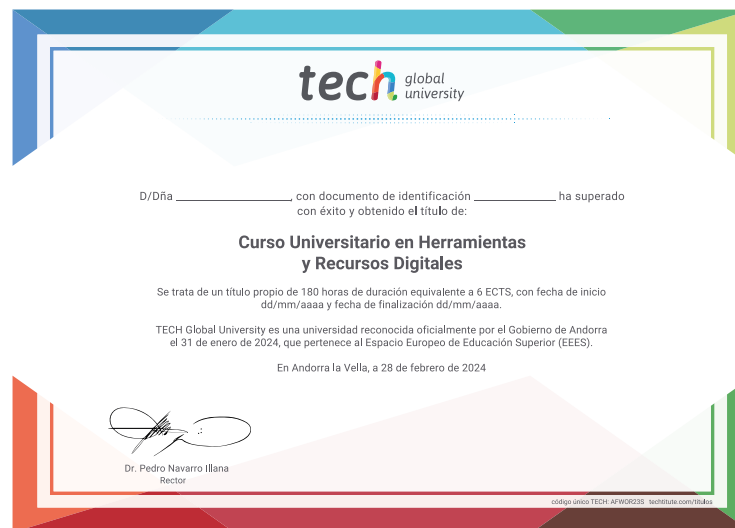 tech global university
D/Dña ____________________, con documento de identificación ______________ ha superado
con éxito y obtenido el título de:
Curso Universitario en Herramientas
y Recursos Digitales
Se trata de un título propio de 180 horas de duración equivalente a 6 ECTS, con fecha de inicio
dd/mm/aaaa y fecha de finalización dd/mm/aaaa.
TECH Global University es una universidad reconocida oficialmente por el Gobierno de Andorra
el 31 de enero de 2024, que pertenece al Espacio Europeo de Educación Superior (EEES).
En Andorra la Vella, a 28 de febrero de 2024
Dr. Pedro Navarro Illana
Rector
código único TECH: AFWOR23S techtitute.com/titulos